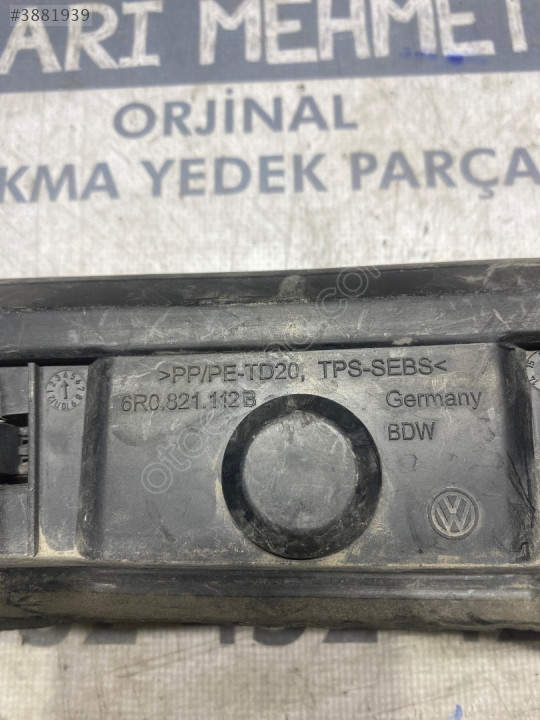 #3881939
ARI MEHMET
ORJİNAL
KMA YEDEK PARÇA
>PP/PE-TD20, TPS-SEBS<
6R0.821.112B
Germany
BDW